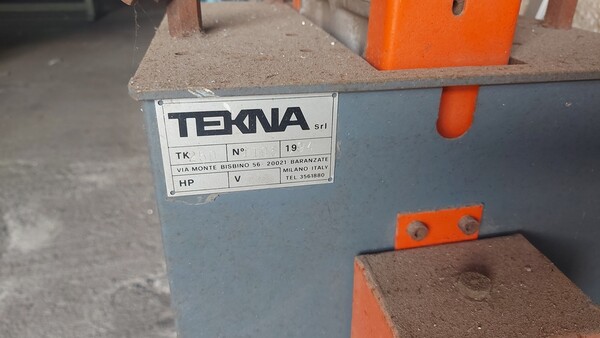 TEKNA Srl
TK N° 19
VIA MONTE BISBINO 56 20021 BARANZATE
HP V MILANO ITALY
TEL 3561880